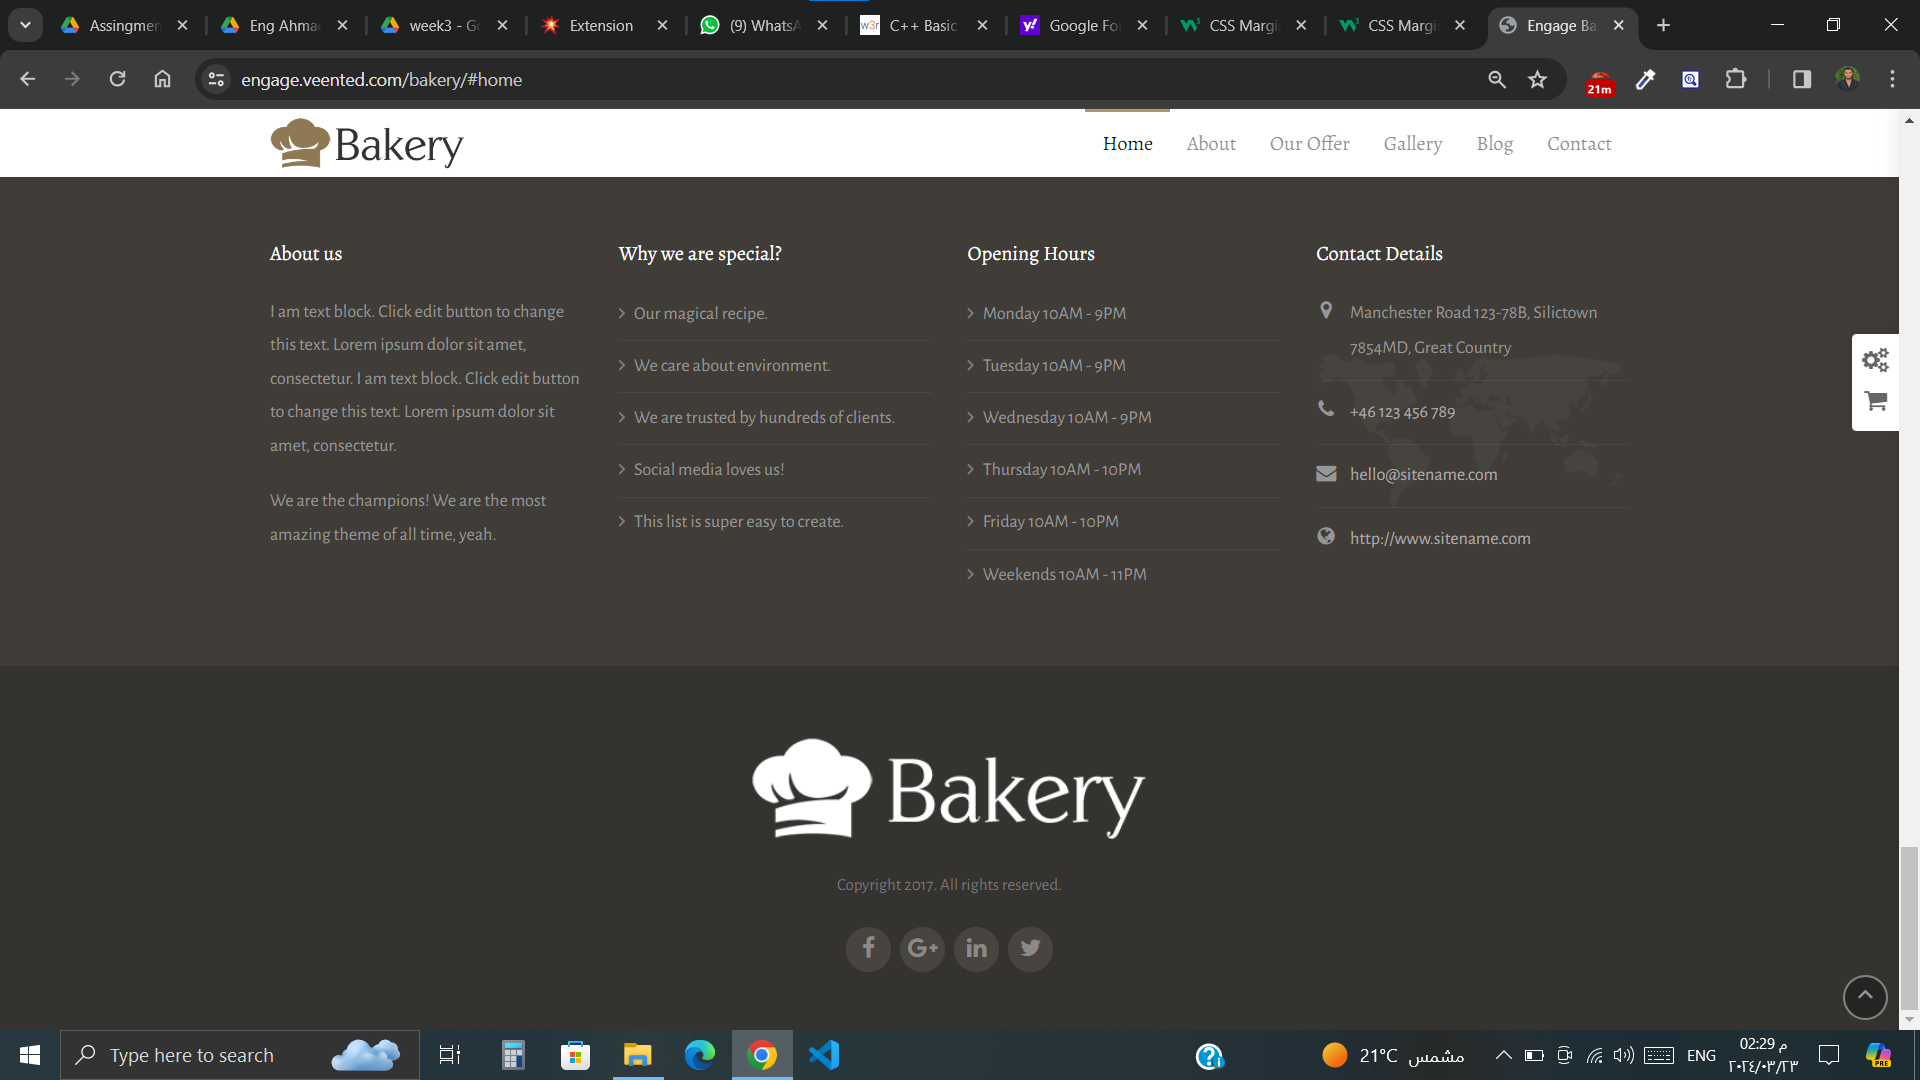 Assingmen
Eng Ahma
week3 - Go
Extension
(9) WhatsA
w3r
C++ Basic
Google Fo
CSS Margi
CSS Margi
Engage Ba
engage.veented.com/bakery/#home
21m
Bakery
Home
About
Our Offer
Gallery
Blog
Contact
About us
I am text block. Click edit button to change
this text. Lorem ipsum dolor sit amet,
consectetur. I am text block. Click edit button
to change this text. Lorem ipsum dolor sit
amet, consectetur.
We are the champions! We are the most
amazing theme of all time, yeah.
Why we are special?
Our magical recipe.
We care about environment.
We are trusted by hundreds of clients.
Social media loves us!
This list is super easy to create.
Opening Hours
Monday 10AM - 9PM
Tuesday 10AM - 9PM
Wednesday 10AM - 9PM
Thursday 10AM - 10PM
Friday 10AM - 10PM
Weekends 10AM - 11PM
Contact Details
Manchester Road 123-78B, Silictown
7854MD, Great Country
+46 123 456 789
hello@sitename.com
http://www.sitename.com
Bakery
Copyright 2017. All rights reserved.
Type here to search
21°C مشمس
ENG
02:29 م
٢٠٢٤/٠٣/٢٣
PRE